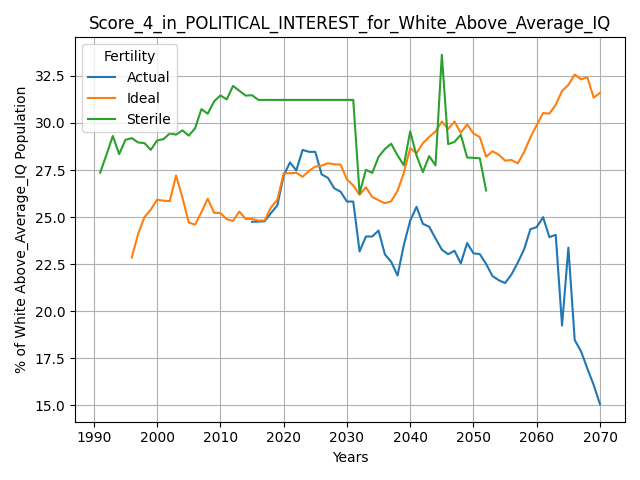 Score_4_in_POLITICAL_INTEREST_for_White_Above_Average_IQ
Fertility
Actual
Ideal
Sterile
% of White Above_Average_IQ Population
32.5
30.0
27.5
25.0
22.5
20.0
17.5
15.0
1990 2000 2010 2020 2030 2040 2050 2060 2070
Years